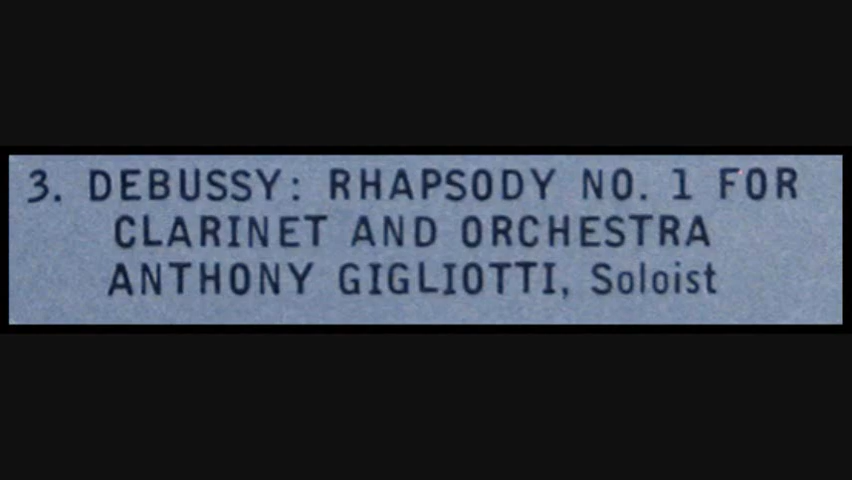 3. DEBUSSY: RHAPSODY NO. 1 FOR
CLARINET AND ORCHESTRA
ANTHONY GIGLIOTTI, Soloist